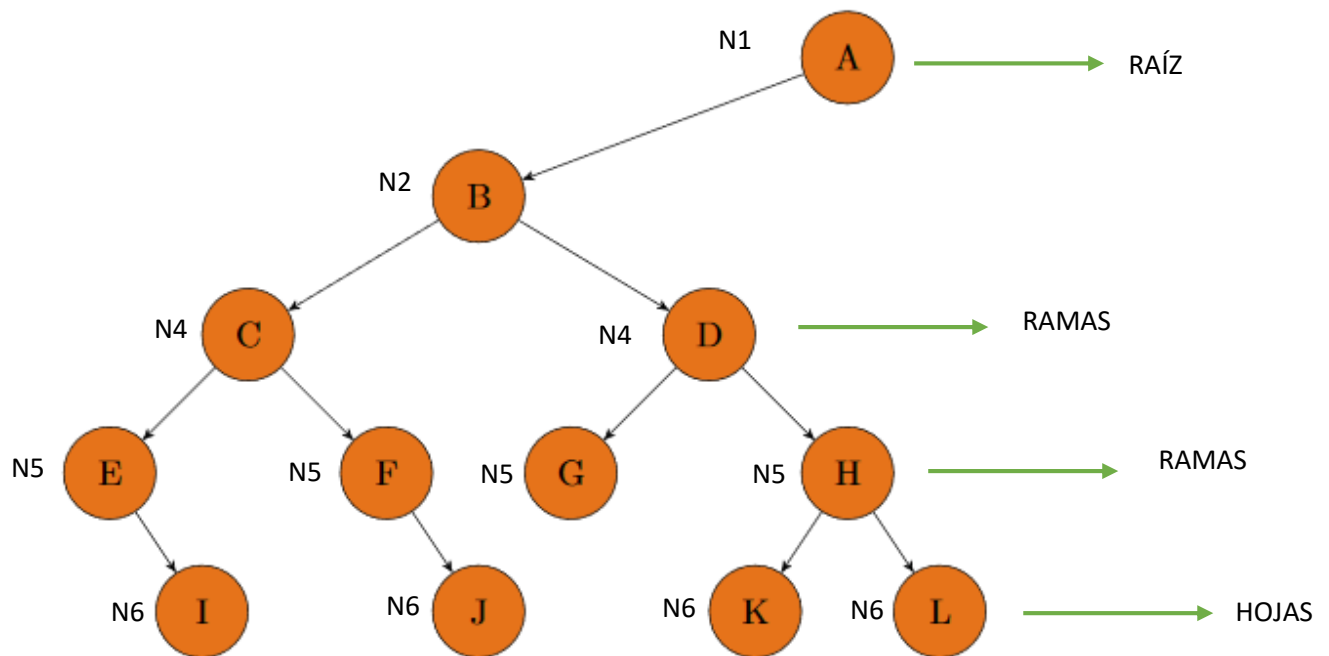 N1 A RAÍZ
N2 B
N4 C N4 D RAMAS
N5 E N5 F N5 G N5 H RAMAS
N6 I N6 J N6 K N6 L HOJAS